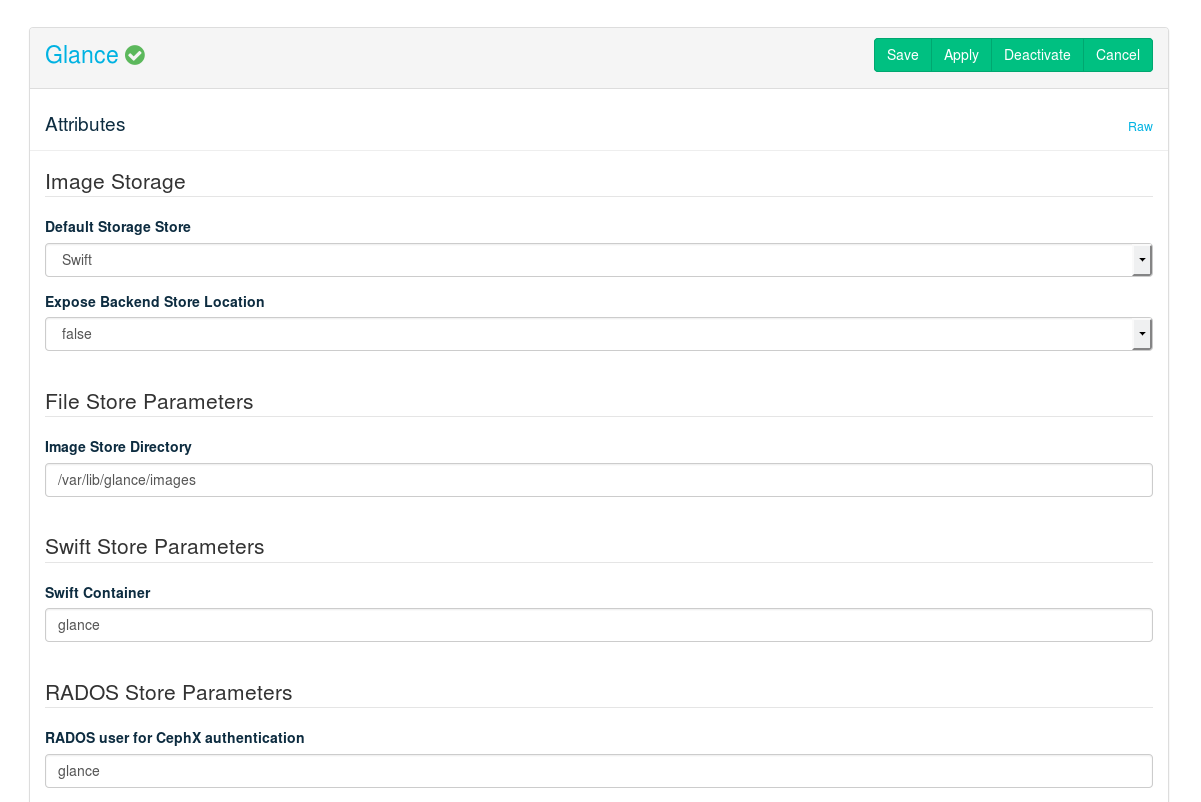 Glance
Save Apply Deactivate Cancel
Attributes
Raw
Image Storage
Default Storage Store
Swift
Expose Backend Store Location
false
File Store Parameters
Image Store Directory
/var/lib/glance/images
Swift Store Parameters
Swift Container
glance
RADOS Store Parameters
RADOS user for CephX authentication
glance